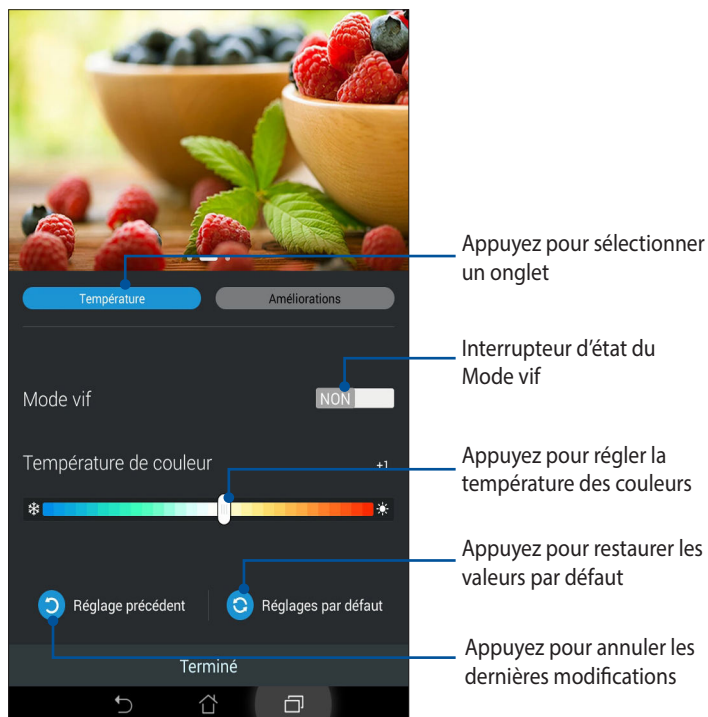 Appuyez pour sélectionner
un onglet
Température
Améliorations
Interrupteur d'état du
Mode vif
Mode vif
NON
Température de couleur
+1
Appuyez pour régler la
température des couleurs
Appuyez pour restaurer les
valeurs par défaut
Réglage précédent
Réglages par défaut
Appuyez pour annuler les
dernières modifications
Terminé